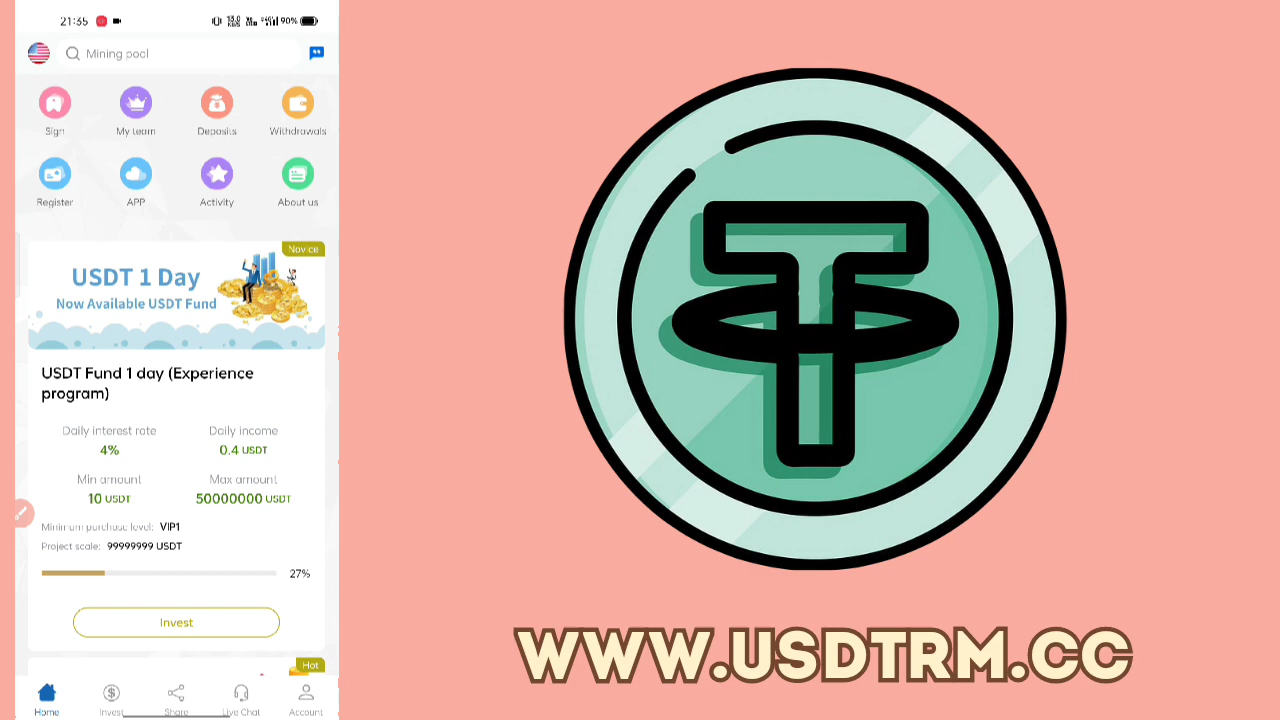 21:35
90%
Mining pool
Sign My team Deposits Withdrawals
Register APP Activity About us
Novice
USDT 1 Day
Now Available USDT Fund
USDT Fund 1 day (Experience
program)
Daily interest rate Daily income
4% 0.4 USDT
Min amount Max amount
10 USDT 50000000 USDT
Minimum purchase level: VIP1
Project scale: 99999999 USDT
27%
Invest
Hot
Home Invest Share Live Chat Account
WWW.USDTRM.CC